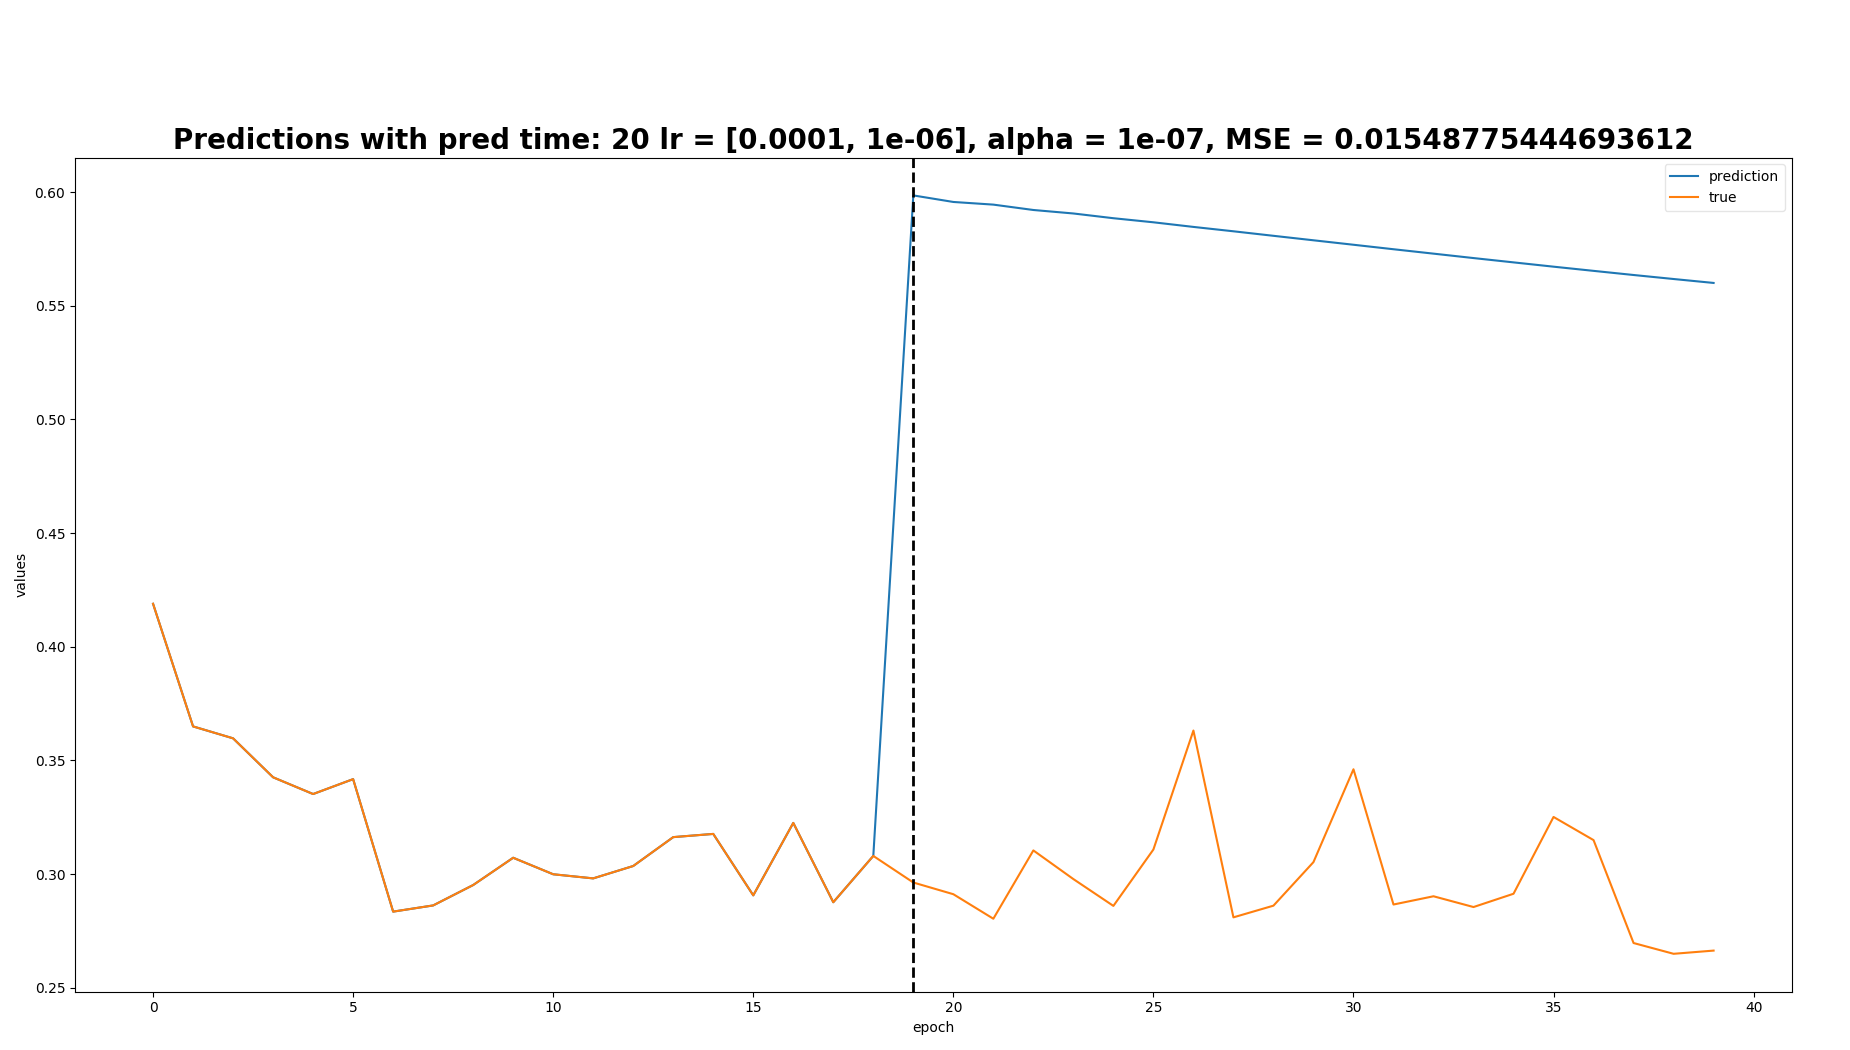 Predictions with pred time: 20 lr = [0.0001, 1e-06], alpha = 1e-07, MSE = 0.01548775444693612
prediction
true
0.60
0.55
0.50
0.45
0.40
0.35
0.30
0.25
values
0 5 10 15 20 25 30 35 40
epoch